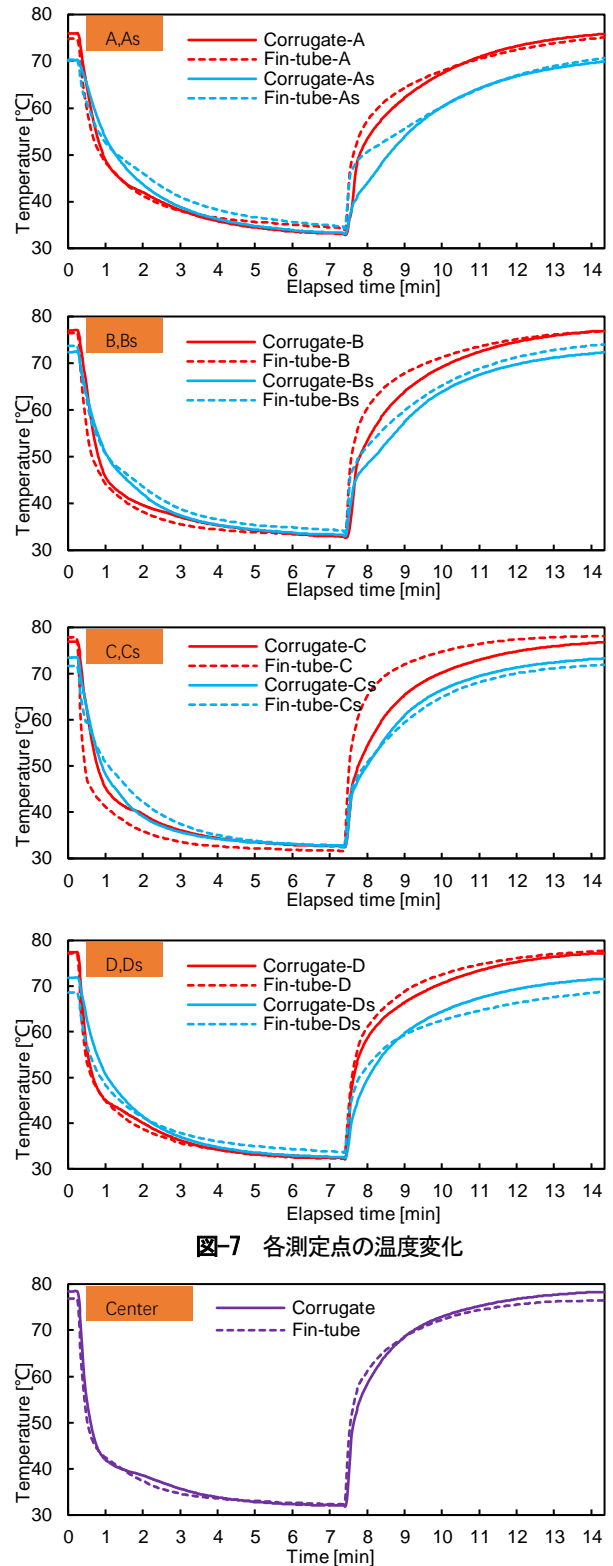 80
70
60
50
40
30
Temperature [℃]
A,As
Corrugate-A
Fin-tube-A
Corrugate-As
Fin-tube-As
0 1 2 3 4 5 6 7 8 9 10 11 12 13 14
Elapsed time [min]
80
70
60
50
40
30
Temperature [℃]
B,Bs
Corrugate-B
Fin-tube-B
Corrugate-Bs
Fin-tube-Bs
0 1 2 3 4 5 6 7 8 9 10 11 12 13 14
Elapsed time [min]
80
70
60
50
40
30
Temperature [℃]
C,Cs
Corrugate-C
Fin-tube-C
Corrugate-Cs
Fin-tube-Cs
0 1 2 3 4 5 6 7 8 9 10 11 12 13 14
Elapsed time [min]
80
70
60
50
40
30
Temperature [℃]
D,Ds
Corrugate-D
Fin-tube-D
Corrugate-Ds
Fin-tube-Ds
0 1 2 3 4 5 6 7 8 9 10 11 12 13 14
Elapsed time [min]
図-7 各測定点の温度変化
80
70
60
50
40
30
Temperature [℃]
Center
Corrugate
Fin-tube
0 1 2 3 4 5 6 7 8 9 10 11 12 13 14
Time [min]